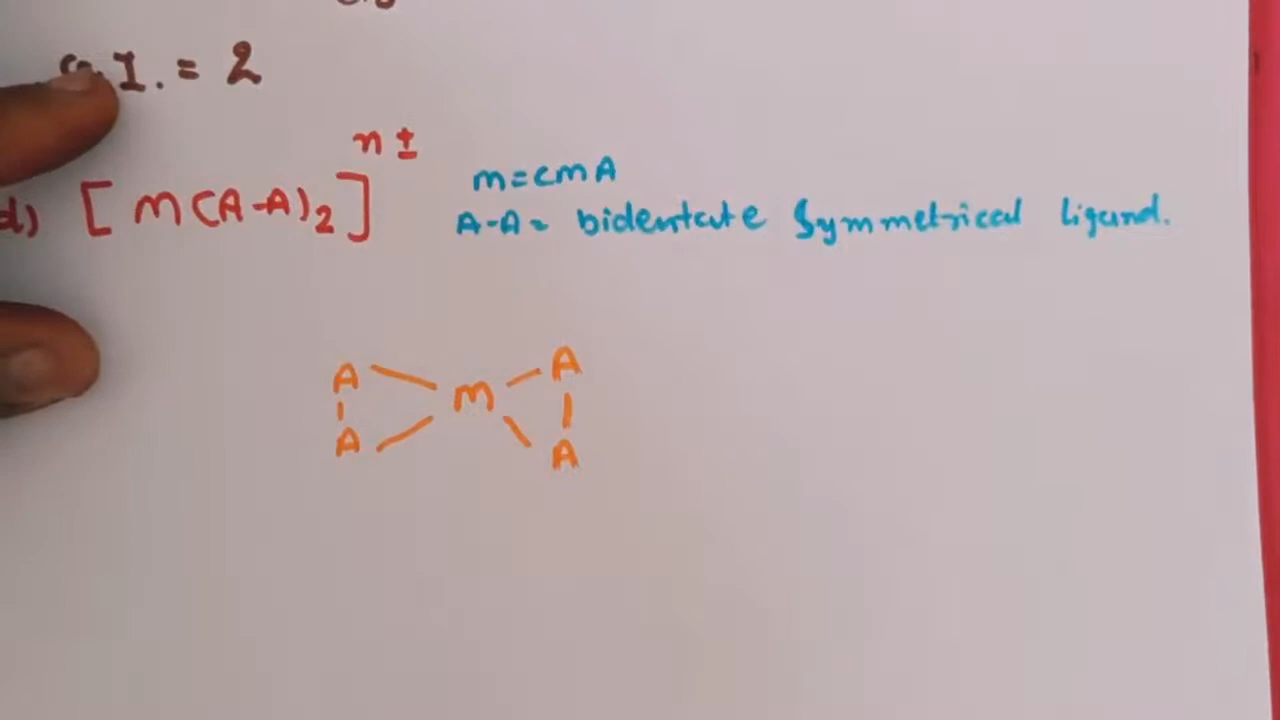 G.I. = 2
d) [M(A-A)2]n±
m = cmA
A-A = bidentate Symmetrical ligand.
A M A
A A